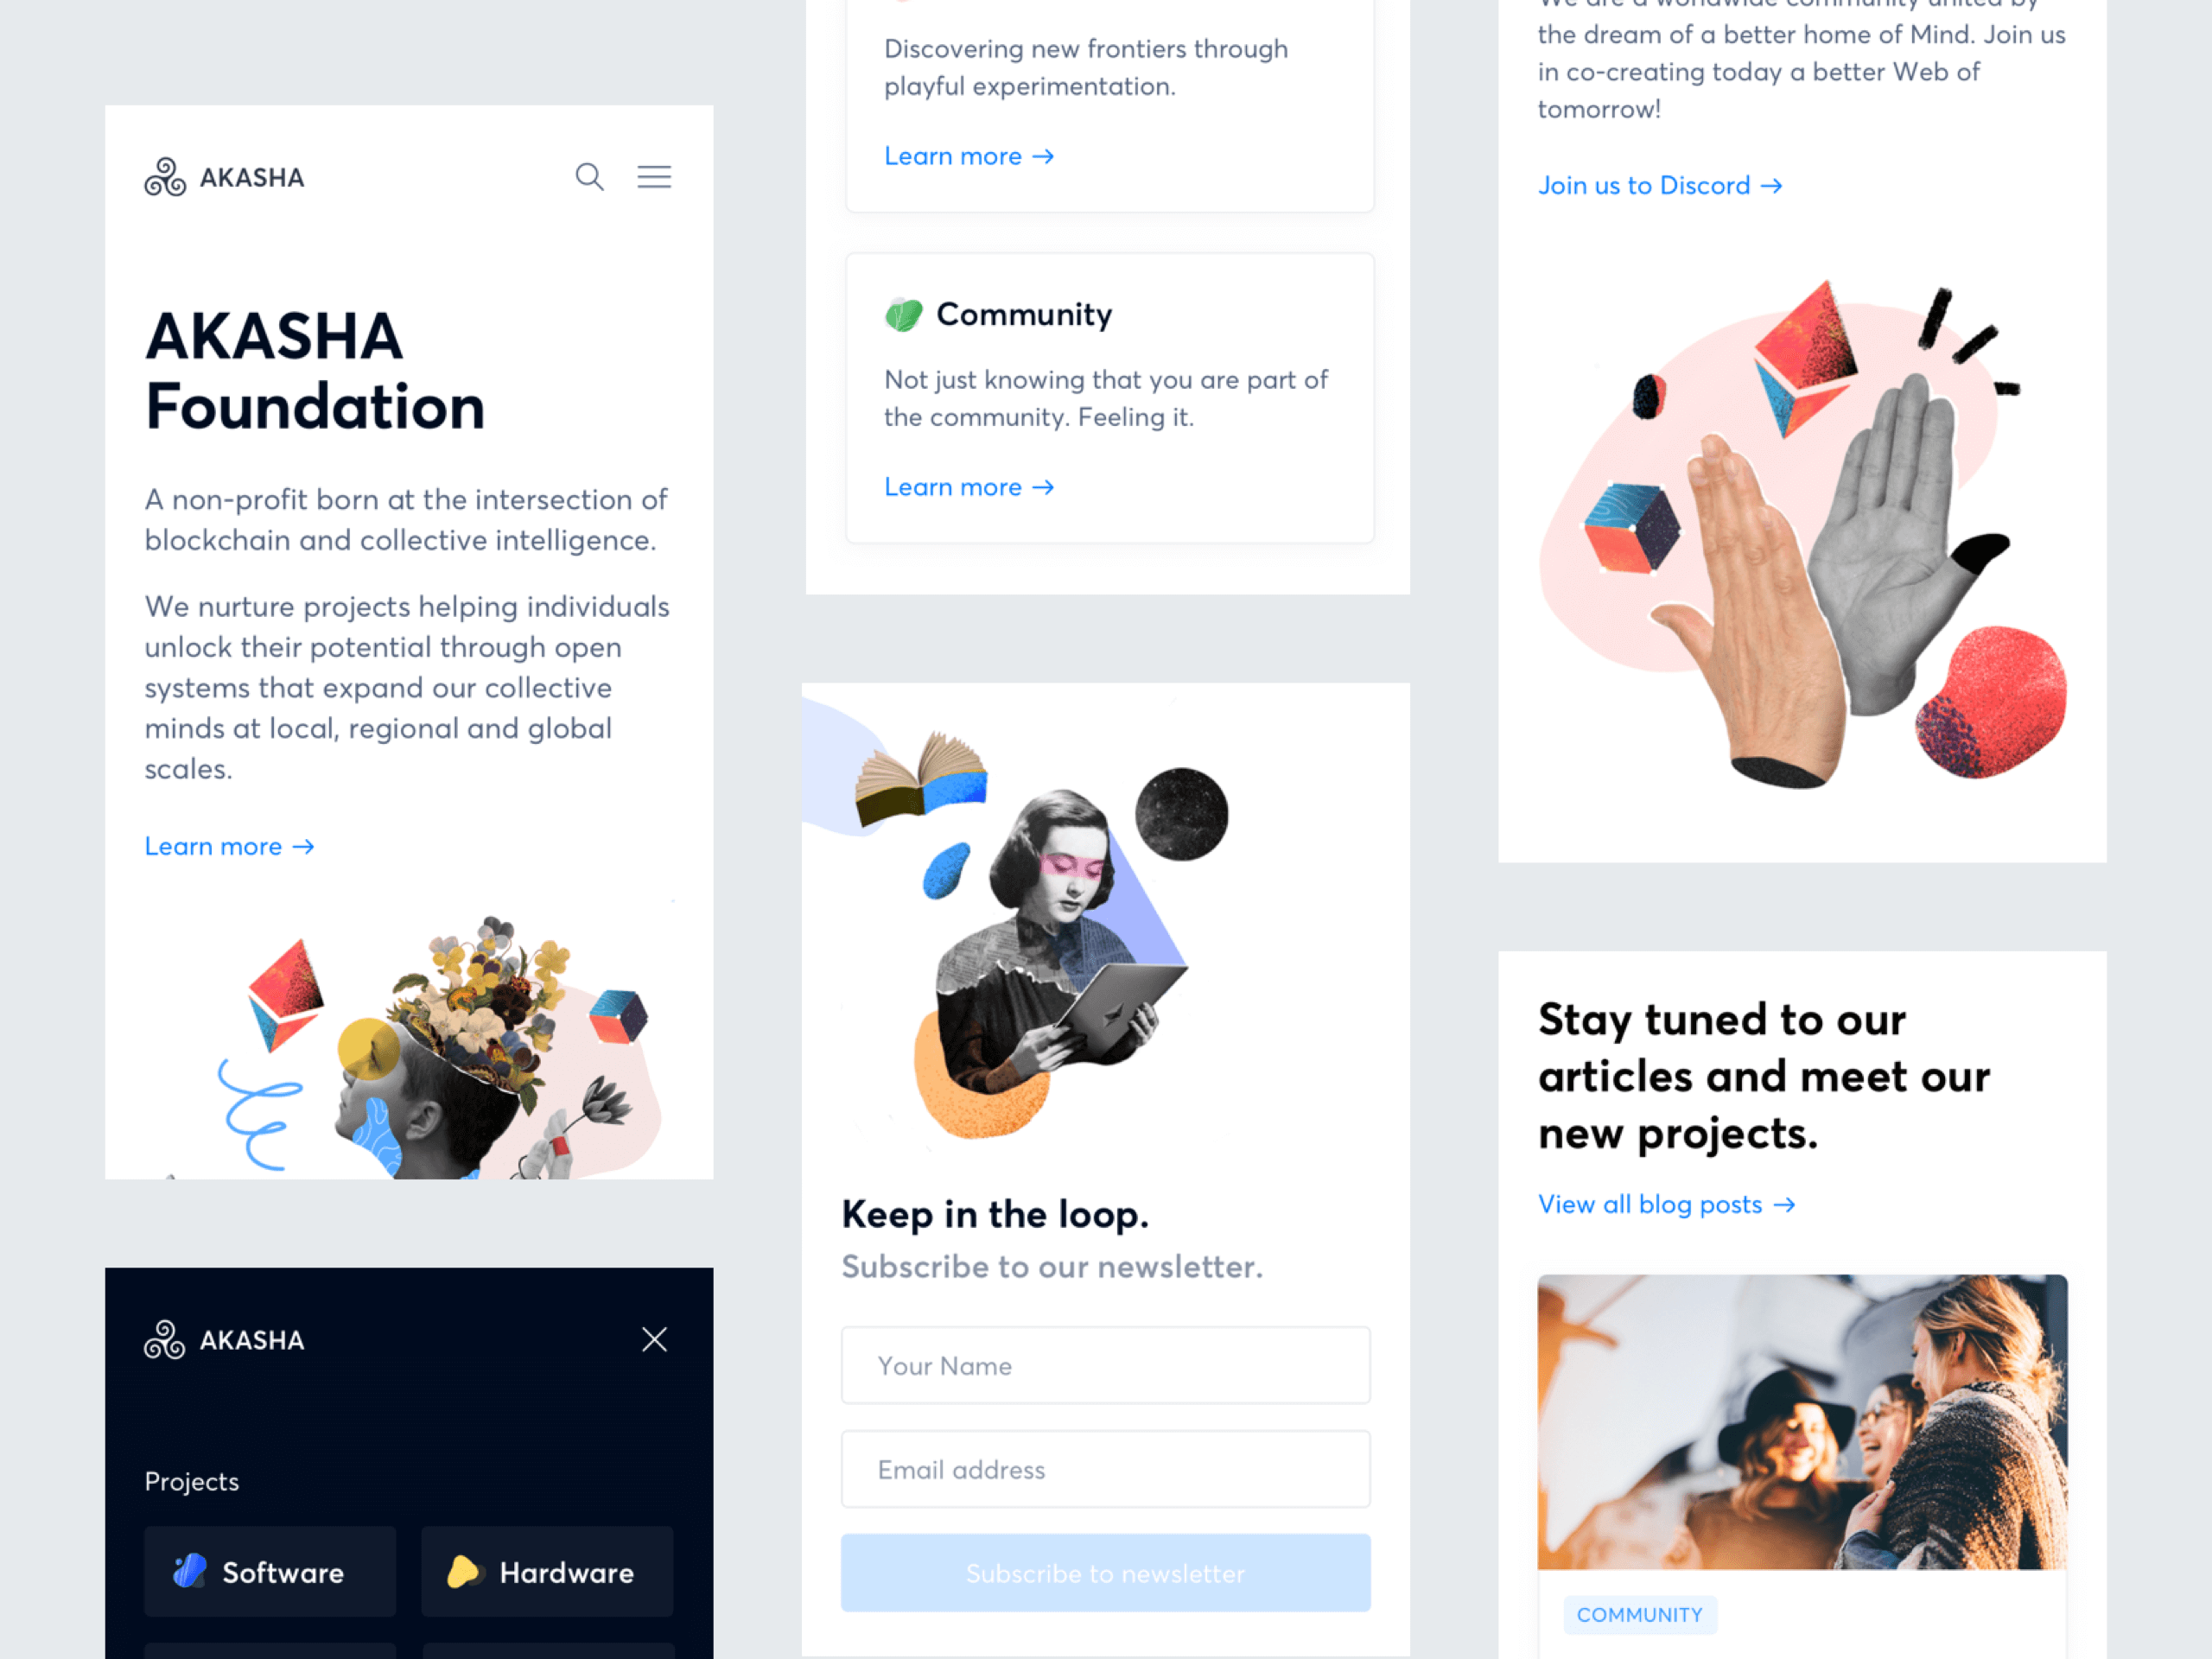 AKASHA
AKASHA
Foundation
A non-profit born at the intersection of
blockchain and collective intelligence.
We nurture projects helping individuals
unlock their potential through open
systems that expand our collective
minds at local, regional and global
scales.
Learn more →
AKASHA
Projects
Software
Hardware
Discovering new frontiers through
playful experimentation.
Learn more →
Community
Not just knowing that you are part of
the community. Feeling it.
Learn more →
Keep in the loop.
Subscribe to our newsletter.
Your Name
Email address
Subscribe to newsletter
We are a worldwide community united by
the dream of a better home of Mind. Join us
in co-creating today a better Web of
tomorrow!
Join us to Discord →
Stay tuned to our
articles and meet our
new projects.
View all blog posts →
COMMUNITY